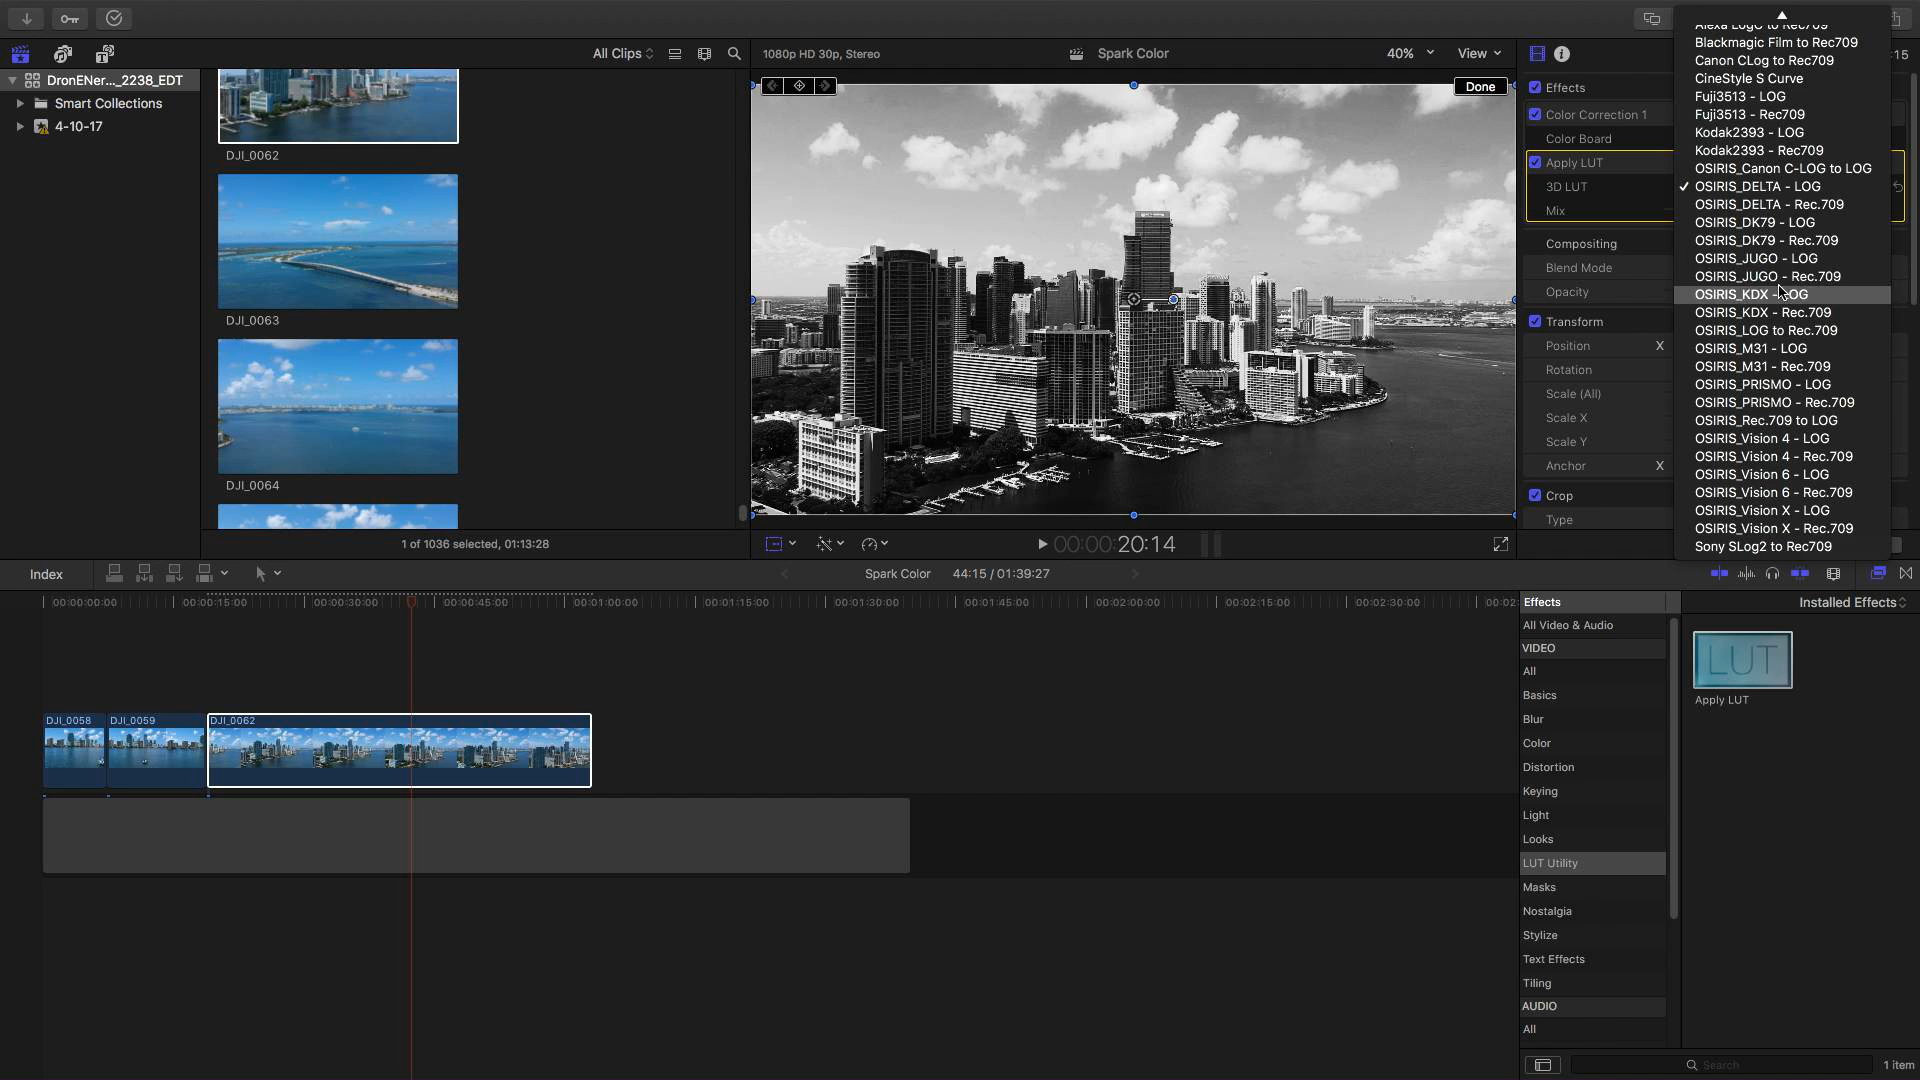 All Clips
1080p HD 30p, Stereo
Spark Color
40%
View
:15
DronENer..._2238_EDT
Smart Collections
4-10-17
DJI_0062
DJI_0063
DJI_0064
1 of 1036 selected, 01:13:28
Done
00:00:20:14
Effects
Color Correction 1
Color Board
Apply LUT
3D LUT
Mix
Compositing
Blend Mode
Opacity
Transform
Position X
Rotation
Scale (All)
Scale X
Scale Y
Anchor X
Crop
Type
Alexa LogC to Rec709
Blackmagic Film to Rec709
Canon CLog to Rec709
CineStyle S Curve
Fuji3513 - LOG
Fuji3513 - Rec709
Kodak2393 - LOG
Kodak2393 - Rec709
OSIRIS_Canon C-LOG to LOG
✓ OSIRIS_DELTA - LOG
OSIRIS_DELTA - Rec.709
OSIRIS_DK79 - LOG
OSIRIS_DK79 - Rec.709
OSIRIS_JUGO - LOG
OSIRIS_JUGO - Rec.709
OSIRIS_KDX - LOG
OSIRIS_KDX - Rec.709
OSIRIS_LOG to Rec.709
OSIRIS_M31 - LOG
OSIRIS_M31 - Rec.709
OSIRIS_PRISMO - LOG
OSIRIS_PRISMO - Rec.709
OSIRIS_Rec.709 to LOG
OSIRIS_Vision 4 - LOG
OSIRIS_Vision 4 - Rec.709
OSIRIS_Vision 6 - LOG
OSIRIS_Vision 6 - Rec.709
OSIRIS_Vision X - LOG
OSIRIS_Vision X - Rec.709
Sony SLog2 to Rec709
Index
Spark Color 44:15 / 01:39:27
00:00:00:00 00:00:15:00 00:00:30:00 00:00:45:00 00:01:00:00 00:01:15:00 00:01:30:00 00:01:45:00 00:02:00:00 00:02:15:00 00:02:30:00 00:02:
DJI_0058 DJI_0059 DJI_0062
Effects
All Video & Audio
VIDEO
All
Basics
Blur
Color
Distortion
Keying
Light
Looks
LUT Utility
Masks
Nostalgia
Stylize
Text Effects
Tiling
AUDIO
All
Installed Effects
LUT
Apply LUT
Search
1 item